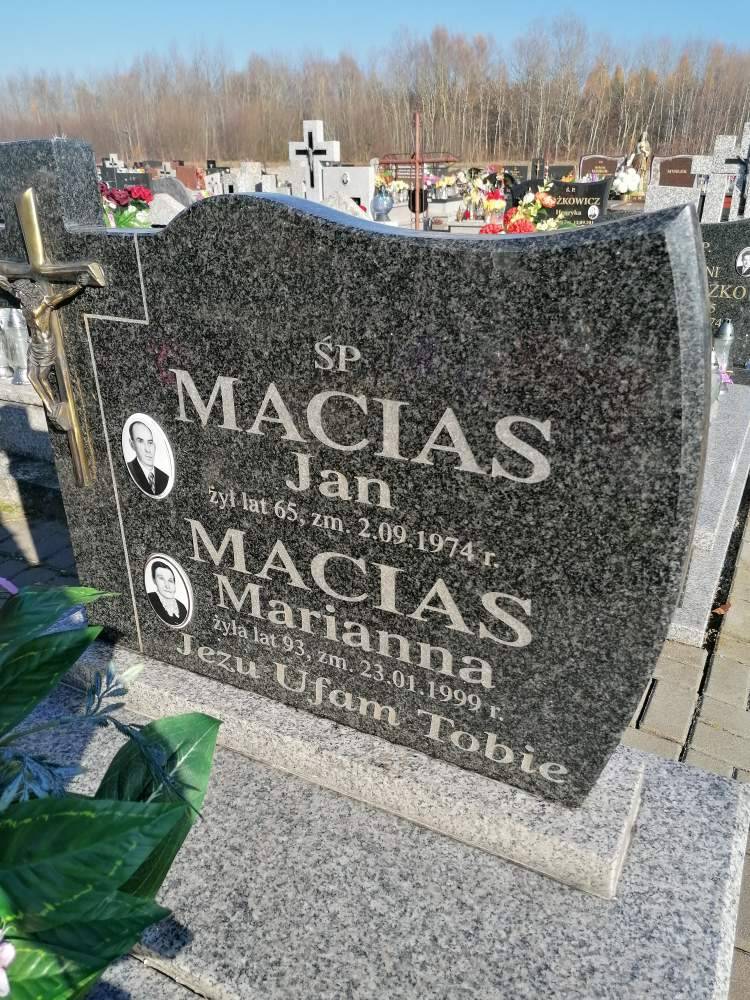 ŚP
MACIAS
Jan
żył lat 65, zm. 2.09.1974 r.
MACIAS
Marianna
żyła lat 93, zm. 23.01.1999 r.
Jezu Ufam Tobie